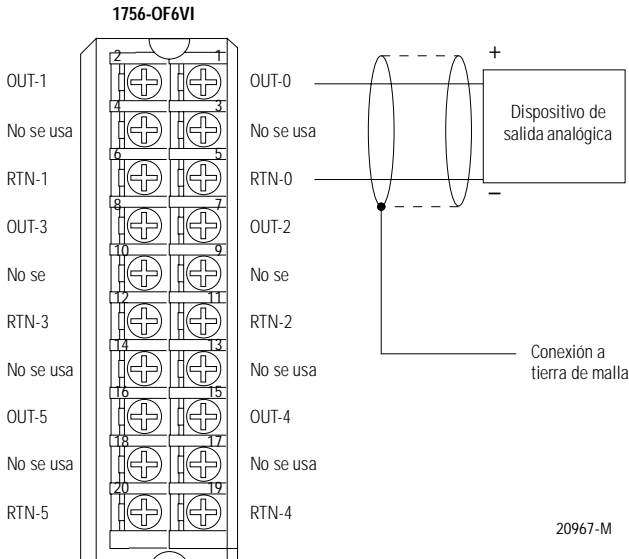 1756-OF6VI
2 1
OUT-1 OUT-0
4 3
No se usa No se usa
6 5
RTN-1 RTN-0
8 7
OUT-3 OUT-2
10 9
No se No se
12 11
RTN-3 RTN-2
14 13
No se usa No se usa
16 15
OUT-5 OUT-4
18 17
No se usa No se usa
20 19
RTN-5 RTN-4
+
Dispositivo de
salida analógica
–
Conexión a
tierra de malla
20967-M